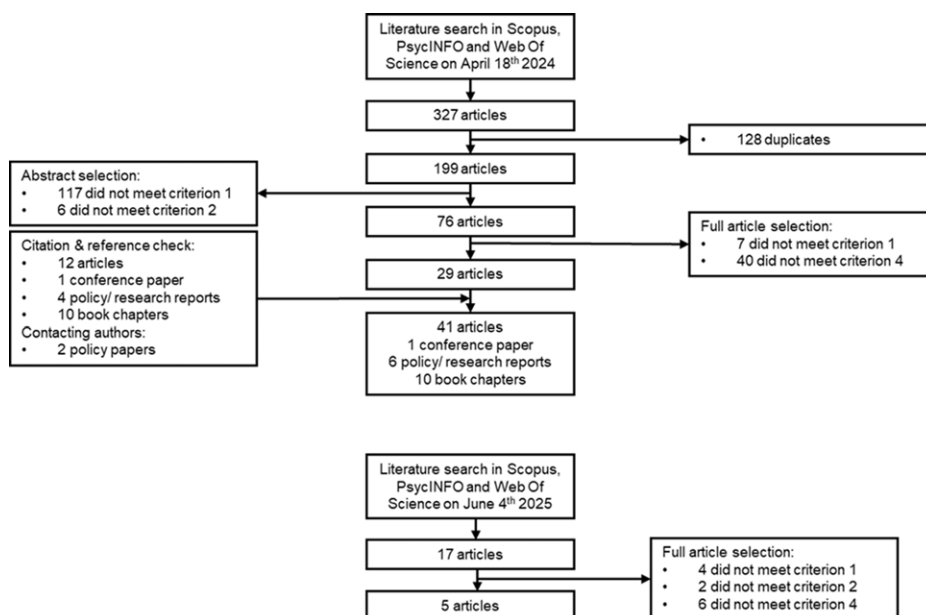 Literature search in Scopus,
PsycINFO and Web Of
Science on April 18th 2024
327 articles
• 128 duplicates
199 articles
Abstract selection:
• 117 did not meet criterion 1
• 6 did not meet criterion 2
76 articles
Full article selection:
• 7 did not meet criterion 1
• 40 did not meet criterion 4
Citation & reference check:
• 12 articles
• 1 conference paper
• 4 policy/ research reports
• 10 book chapters
Contacting authors:
• 2 policy papers
29 articles
41 articles
1 conference paper
6 policy/ research reports
10 book chapters
Literature search in Scopus,
PsycINFO and Web Of
Science on June 4th 2025
17 articles
Full article selection:
• 4 did not meet criterion 1
• 2 did not meet criterion 2
• 6 did not meet criterion 4
5 articles